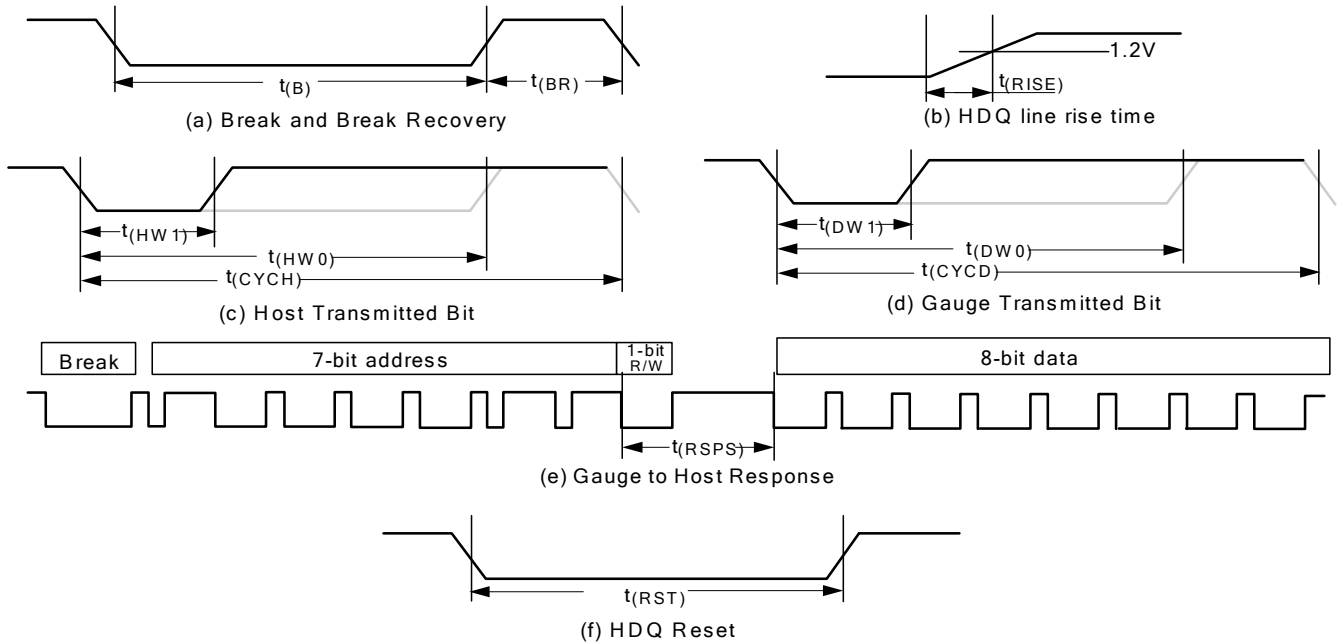 t(B)
t(BR)
(a) Break and Break Recovery
1.2V
t(RISE)
(b) HDQ line rise time
t(HW1)
t(HW0)
t(CYCH)
(c) Host Transmitted Bit
t(DW1)
t(DW0)
t(CYCD)
(d) Gauge Transmitted Bit
Break
7-bit address
1-bit
R/W
8-bit data
t(RSPS)
(e) Gauge to Host Response
t(RST)
(f) HDQ Reset